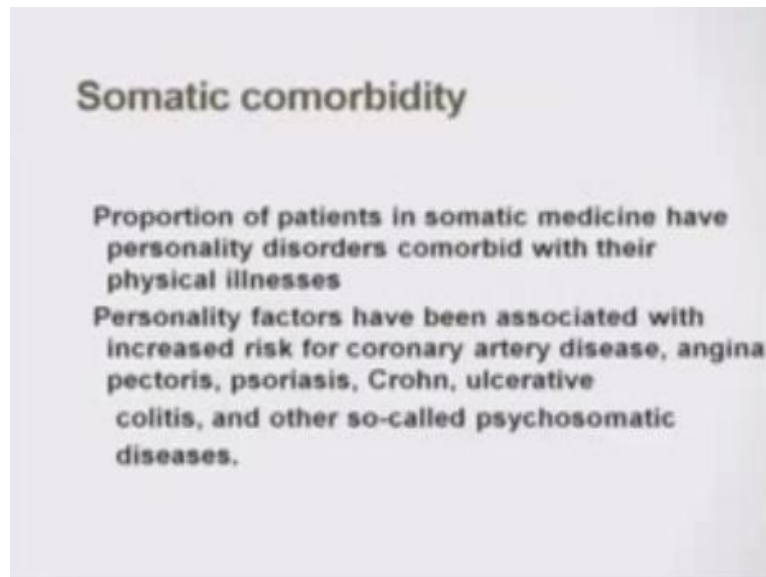 Somatic comorbidity
Proportion of patients in somatic medicine have
personality disorders comorbid with their
physical illnesses
Personality factors have been associated with
increased risk for coronary artery disease, angina
pectoris, psoriasis, Crohn, ulcerative
colitis, and other so-called psychosomatic
diseases.